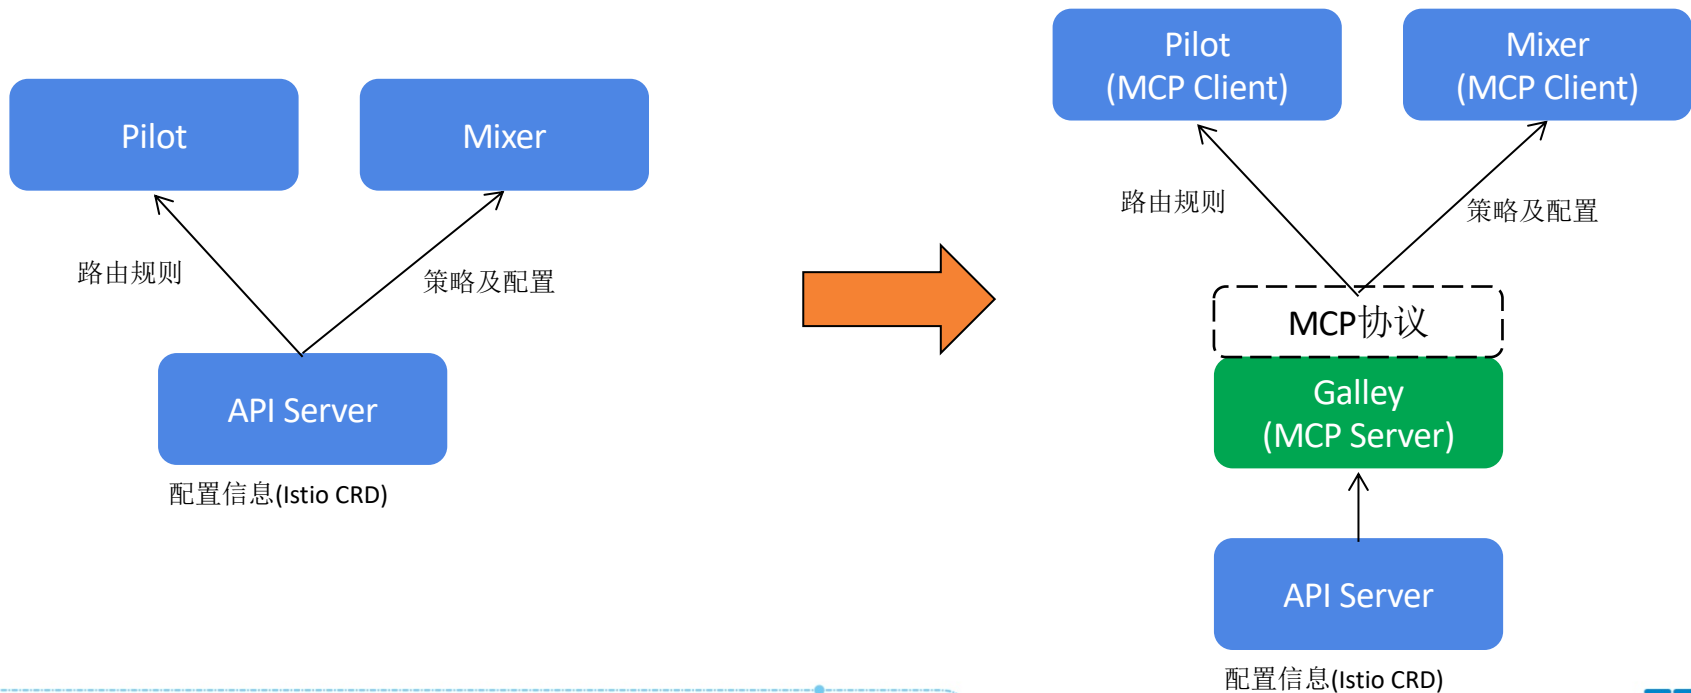 Pilot
Mixer
路由规则
策略及配置
API Server
配置信息(Istio CRD)
Pilot
(MCP Client)
Mixer
(MCP Client)
路由规则
策略及配置
MCP协议
Galley
(MCP Server)
API Server
配置信息(Istio CRD)